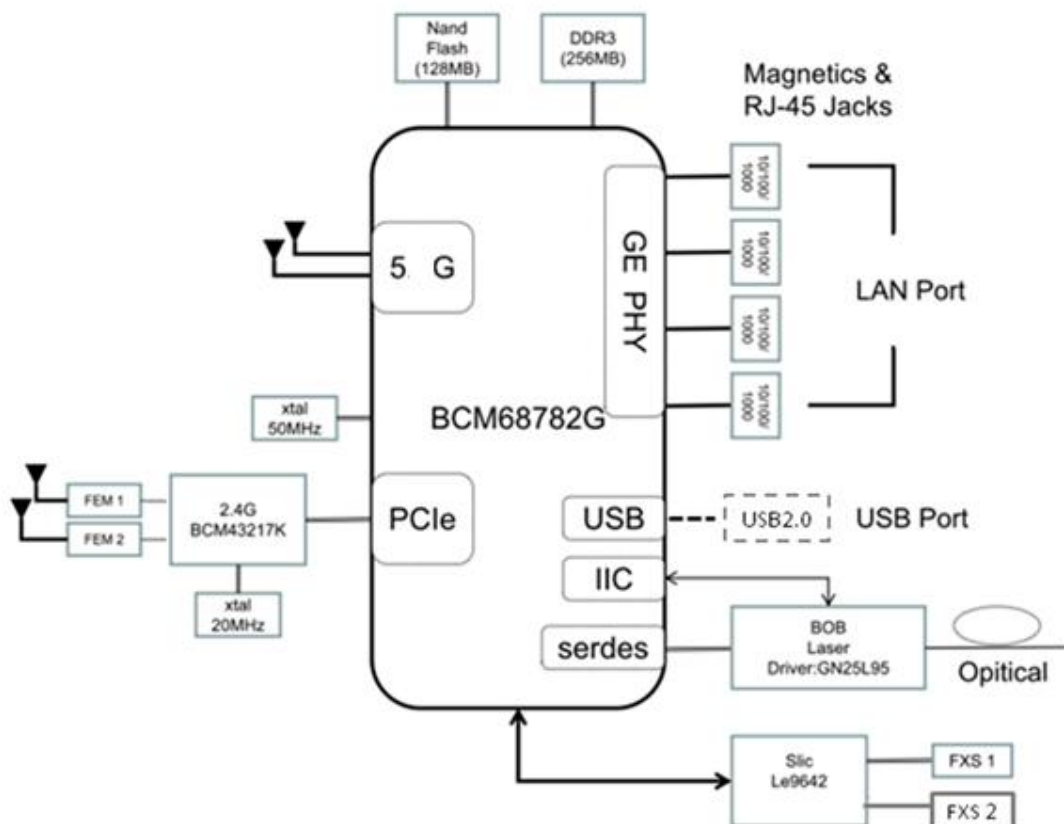 Nand
Flash
(128MB)
DDR3
(256MB)
Magnetics &
RJ-45 Jacks
10/100/
1000
10/100/
1000
10/100/
1000
10/100/
1000
GE PHY
LAN Port
5. G
xtal
50MHz
BCM68782G
FEM 1
FEM 2
2.4G
BCM43217K
PCIe
xtal
20MHz
USB
USB2.0
USB Port
IIC
serdes
BOB
Laser
Driver:GN25L95
Opitical
Slic
Le9642
FXS 1
FXS 2